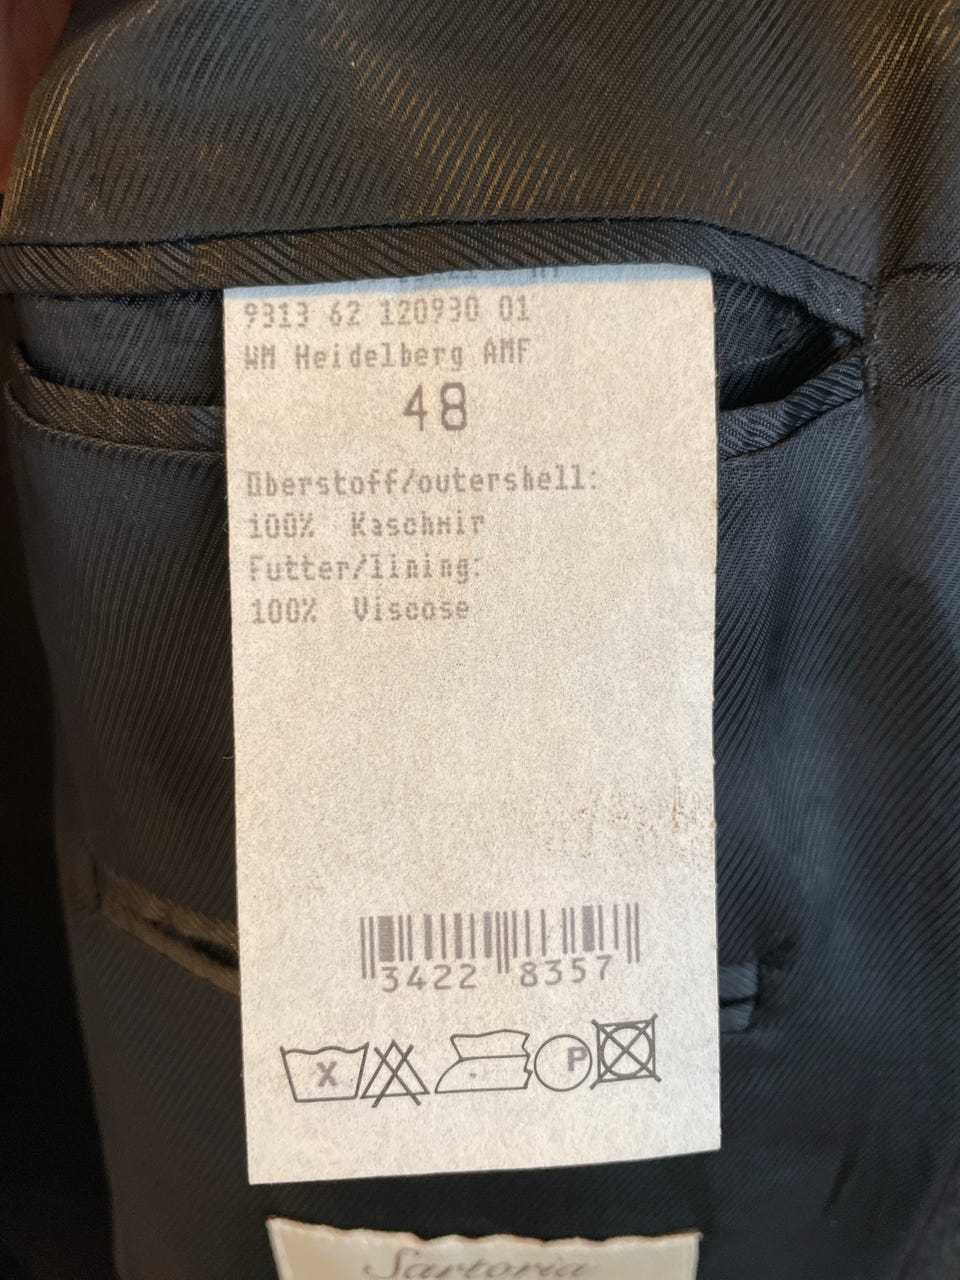 9313 62 120930 01
WM Heidelberg AMF
48
Oberstoff/outershell:
100% Kaschmir
Futter/lining:
100% Viscose
3422 8357
X
P
Sartoria